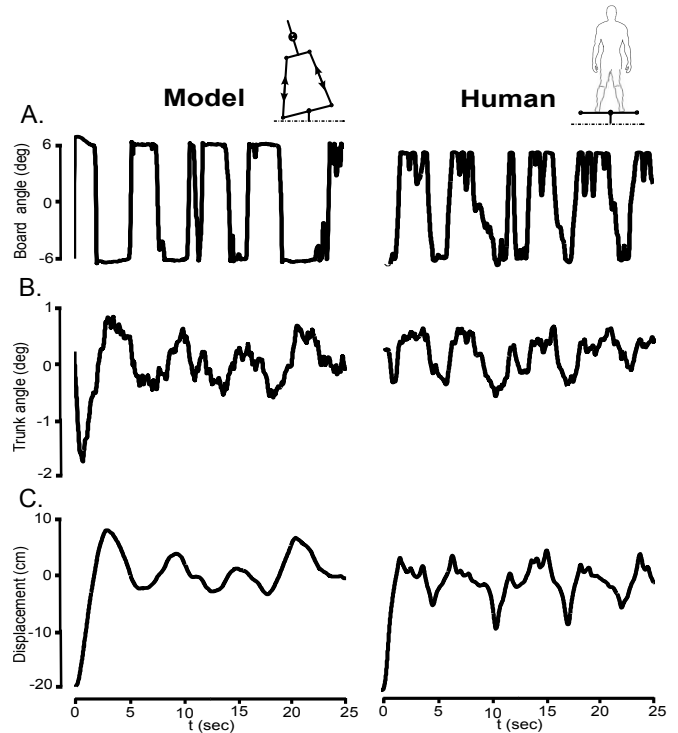 Model
Human
A.
Board angle (deg)
6
0
-6
B.
Trunk angle (deg)
1
0
-1
-2
C.
Displacement (cm)
10
0
-10
-20
0 5 10 15 20 25
t (sec)
0 5 10 15 20 25
t (sec)